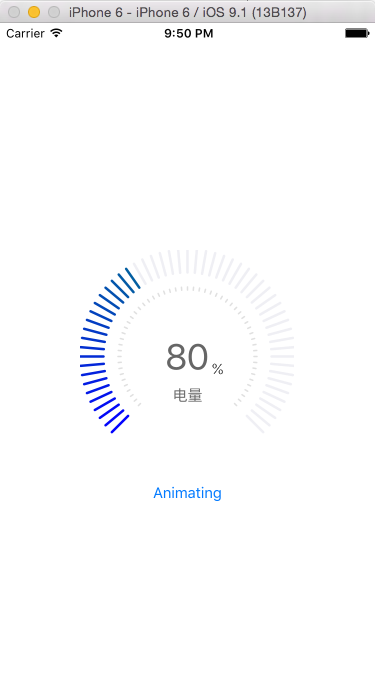 iPhone 6 - iPhone 6 / iOS 9.1 (13B137)
Carrier 9:50 PM
80 %
电量
Animating